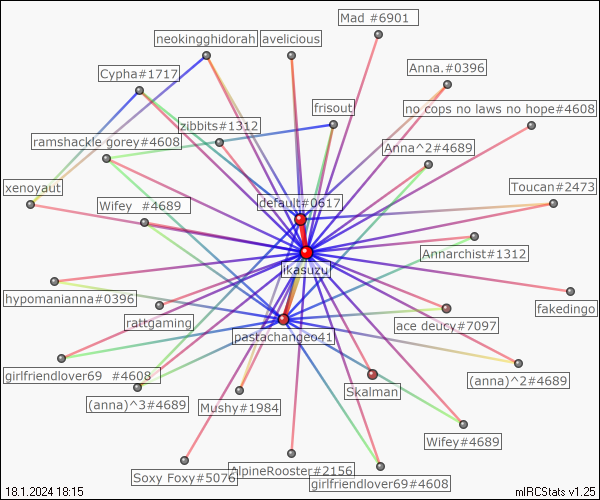 Mad #6901
neokingghidorah
avelicious
Cypha#1717
Anna.#0396
frisout
no cops no laws no hope#4608
zibbits#1312
ramshackle gorey#4608
Anna^2#4689
xenoyaut
Toucan#2473
Wifey #4689
default#0617
Annarchist#1312
ikasuzu
hypomanianna#0396
fakedingo
rattgaming
ace deucy#7097
pastachangeo41
girlfriendlover69 #4608
(anna)^2#4689
Skalman
(anna)^3#4689
Mushy#1984
Wifey#4689
Soxy Foxy#5076
AlpineRooster#2156
girlfriendlover69#4608
18.1.2024 18:15
mIRCStats v1.25